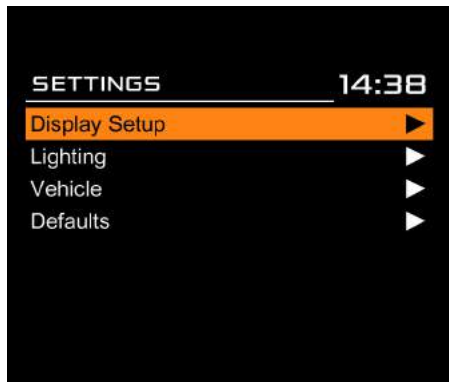 SETTINGS 14:38
Display Setup
Lighting
Vehicle
Defaults